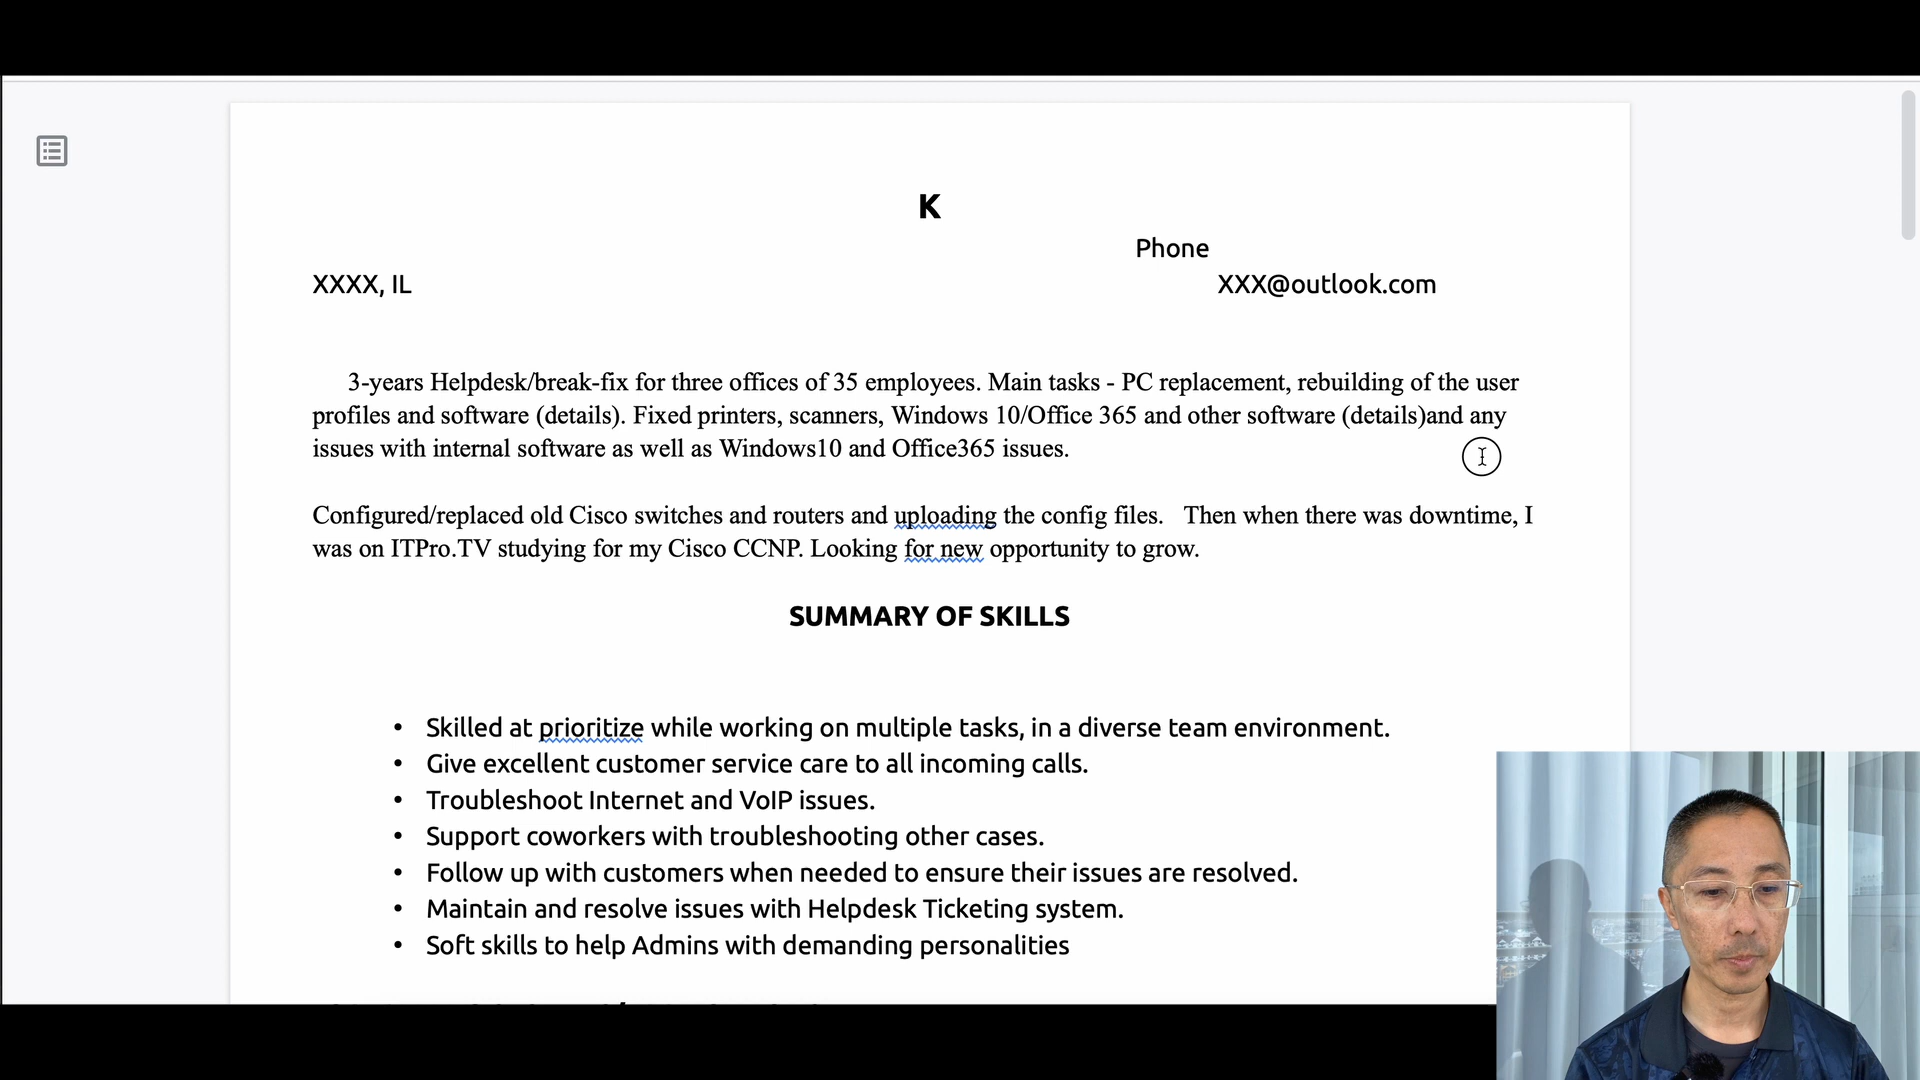 K
Phone
XXXX, IL XXX@outlook.com
3-years Helpdesk/break-fix for three offices of 35 employees. Main tasks - PC replacement, rebuilding of the user
profiles and software (details). Fixed printers, scanners, Windows 10/Office 365 and other software (details)and any
issues with internal software as well as Windows10 and Office365 issues.
Configured/replaced old Cisco switches and routers and uploading the config files. Then when there was downtime, I
was on ITPro.TV studying for my Cisco CCNP. Looking for new opportunity to grow.
SUMMARY OF SKILLS
• Skilled at prioritize while working on multiple tasks, in a diverse team environment.
• Give excellent customer service care to all incoming calls.
• Troubleshoot Internet and VoIP issues.
• Support coworkers with troubleshooting other cases.
• Follow up with customers when needed to ensure their issues are resolved.
• Maintain and resolve issues with Helpdesk Ticketing system.
• Soft skills to help Admins with demanding personalities